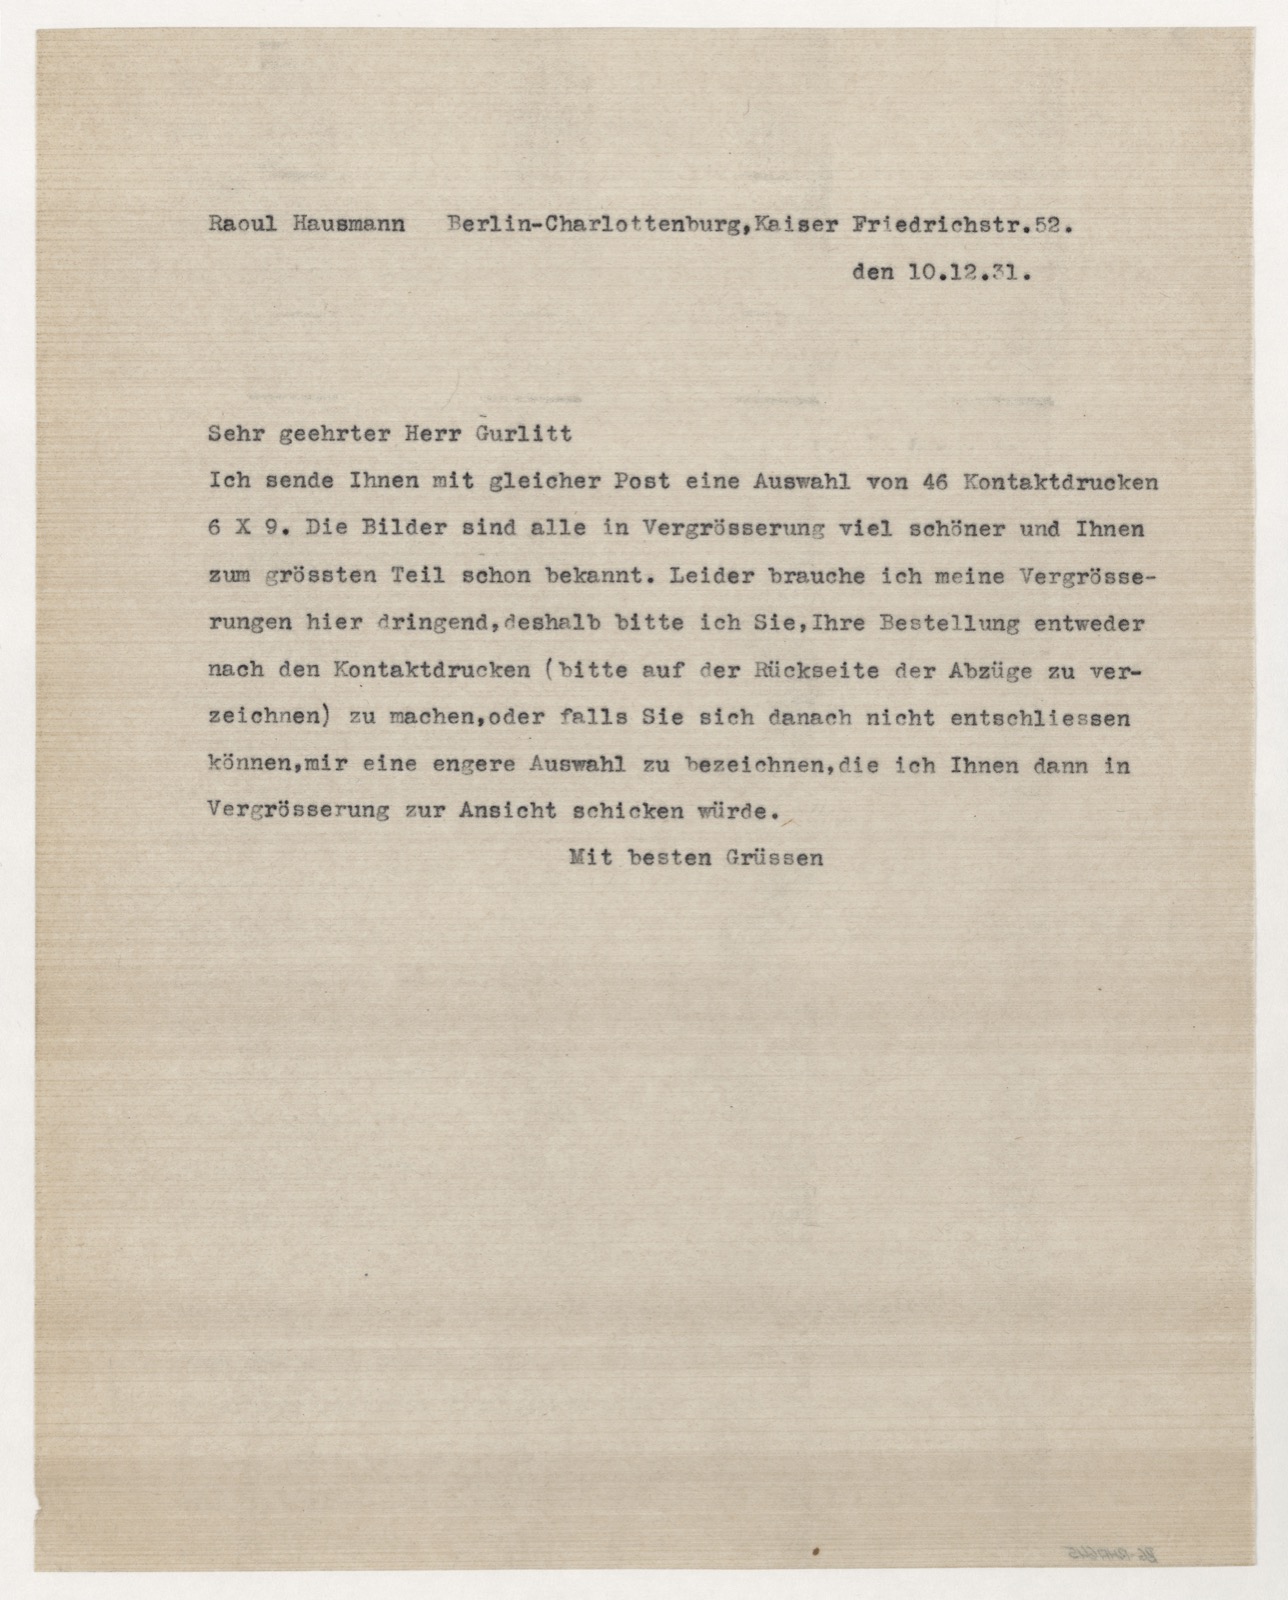 Raoul Hausmann   Berlin-Charlottenburg,Kaiser Friedrichstr.52.
den 10.12.31.
Sehr geehrter Herr Gurlitt
Ich sende Ihnen mit gleicher Post eine Auswahl von 46 Kontaktdrucken
6 X 9. Die Bilder sind alle in Vergrösserung viel schöner und Ihnen
zum grössten Teil schon bekannt. Leider brauche ich meine Vergrösse-
rungen hier dringend,deshalb bitte ich Sie,Ihre Bestellung entweder
nach den Kontaktdrucken (bitte auf der Rückseite der Abzüge zu ver-
zeichnen) zu machen,oder falls Sie sich danach nicht entschliessen
können,mir eine engere Auswahl zu bezeichnen,die ich Ihnen dann in
Vergrösserung zur Ansicht schicken würde.
Mit besten Grüssen